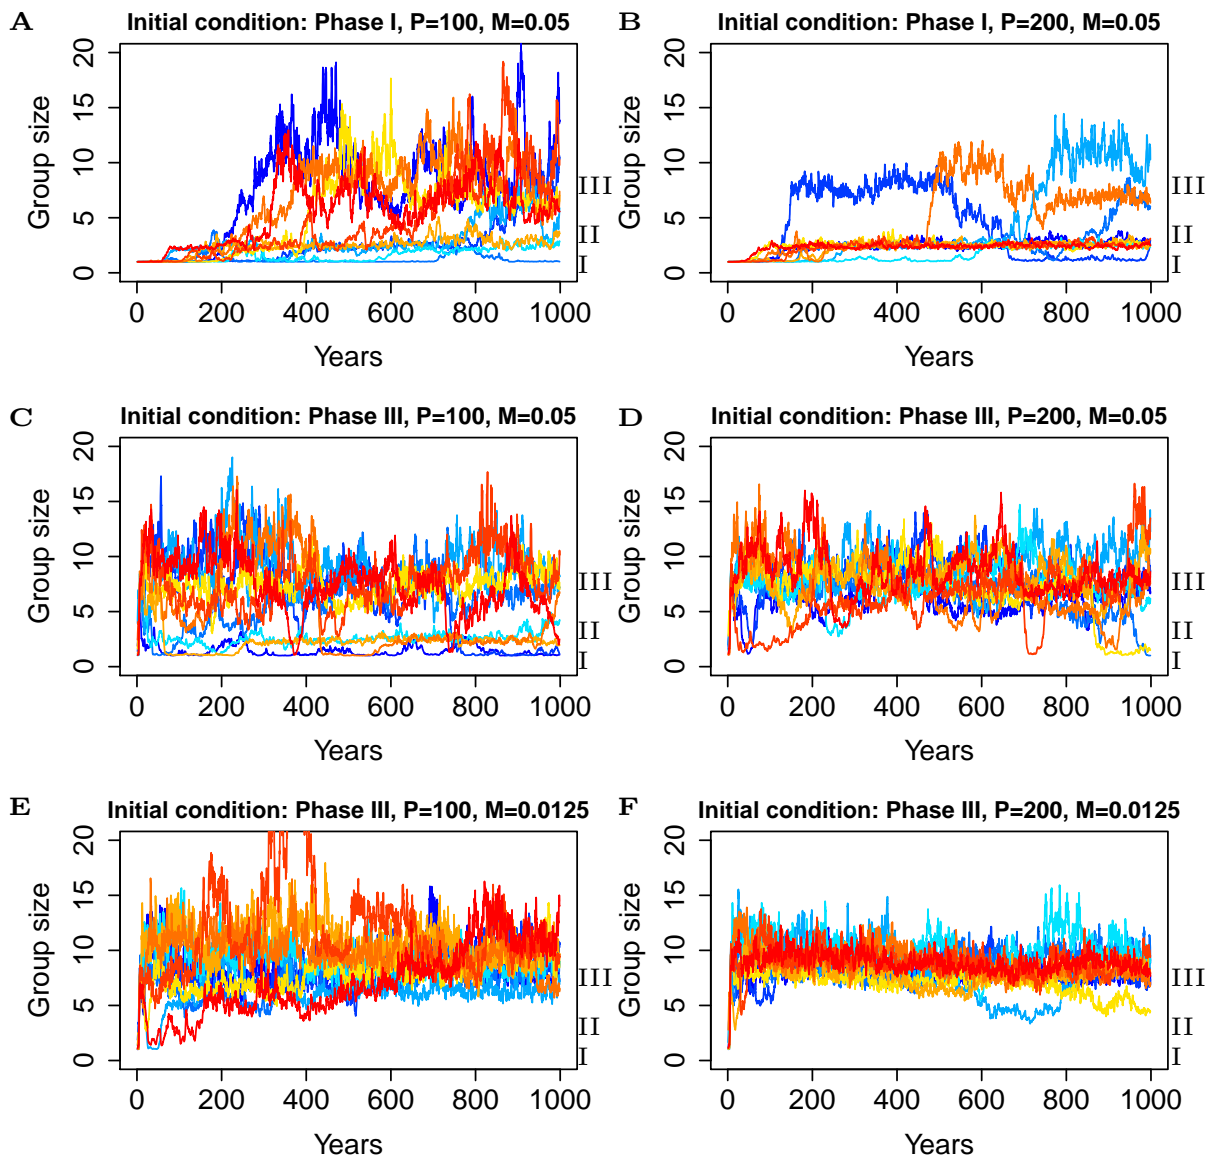 A Initial condition: Phase I, P=100, M=0.05
Group size
0 5 10 15 20
III
II
I
0 200 400 600 800 1000
Years
B Initial condition: Phase I, P=200, M=0.05
Group size
0 5 10 15 20
III
II
I
0 200 400 600 800 1000
Years
C Initial condition: Phase III, P=100, M=0.05
Group size
0 5 10 15 20
III
II
I
0 200 400 600 800 1000
Years
D Initial condition: Phase III, P=200, M=0.05
Group size
0 5 10 15 20
III
II
I
0 200 400 600 800 1000
Years
E Initial condition: Phase III, P=100, M=0.0125
Group size
0 5 10 15 20
III
II
I
0 200 400 600 800 1000
Years
F Initial condition: Phase III, P=200, M=0.0125
Group size
0 5 10 15 20
III
II
I
0 200 400 600 800 1000
Years